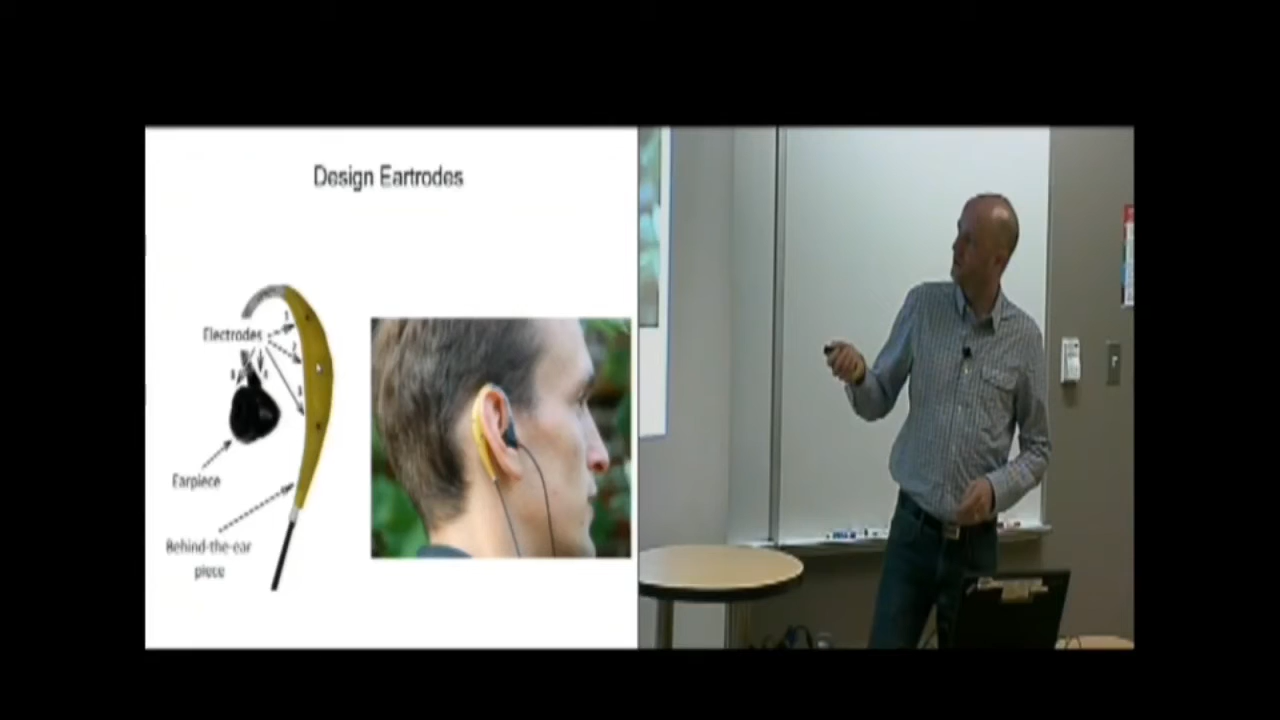 Design Eartrodes
Electrodes
Earpiece
Behind-the-ear
piece